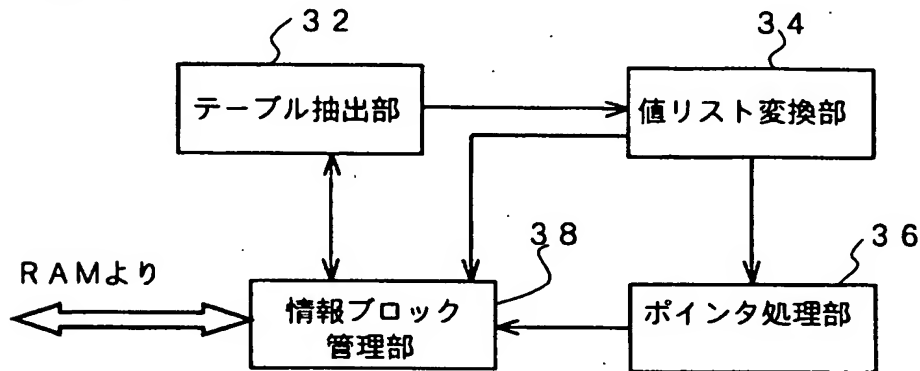 ３２
３４
テーブル抽出部
値リスト変換部
３８
３６
ＲＡＭより
情報ブロック
管理部
ポインタ処理部